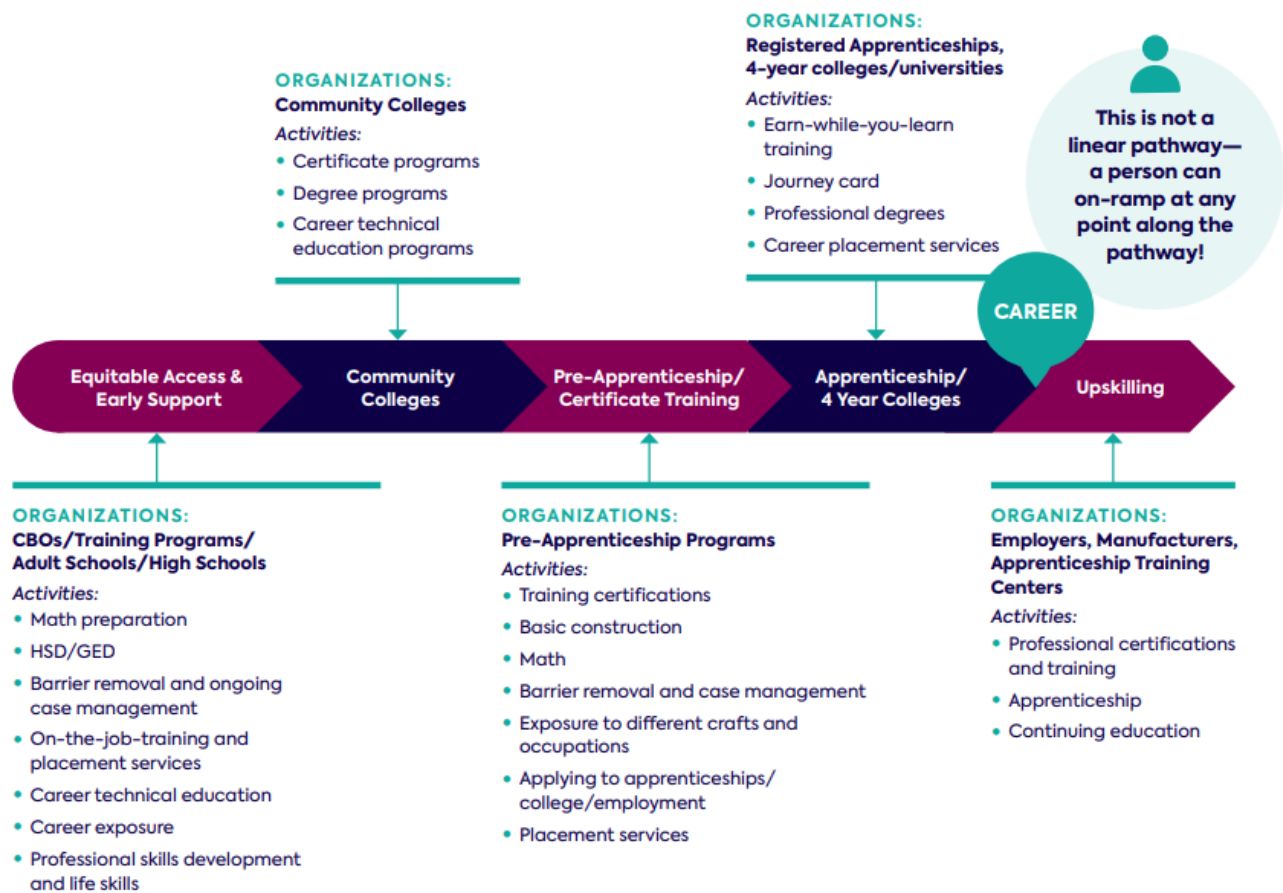 ORGANIZATIONS:
Community Colleges
Activities:
• Certificate programs
• Degree programs
• Career technical
education programs
ORGANIZATIONS:
Registered Apprenticeships,
4-year colleges/universities
Activities:
• Earn-while-you-learn
training
• Journey card
• Professional degrees
• Career placement services
This is not a
linear pathway—
a person can
on-ramp at any
point along the
pathway!
CAREER
Equitable Access &
Early Support
Community
Colleges
Pre-Apprenticeship/
Certificate Training
Apprenticeship/
4 Year Colleges
Upskilling
ORGANIZATIONS:
CBOs/Training Programs/
Adult Schools/High Schools
Activities:
• Math preparation
• HSD/GED
• Barrier removal and ongoing
case management
• On-the-job-training and
placement services
• Career technical education
• Career exposure
• Professional skills development
and life skills
ORGANIZATIONS:
Pre-Apprenticeship Programs
Activities:
• Training certifications
• Basic construction
• Math
• Barrier removal and case management
• Exposure to different crafts and
occupations
• Applying to apprenticeships/
college/employment
• Placement services
ORGANIZATIONS:
Employers, Manufacturers,
Apprenticeship Training
Centers
Activities:
• Professional certifications
and training
• Apprenticeship
• Continuing education